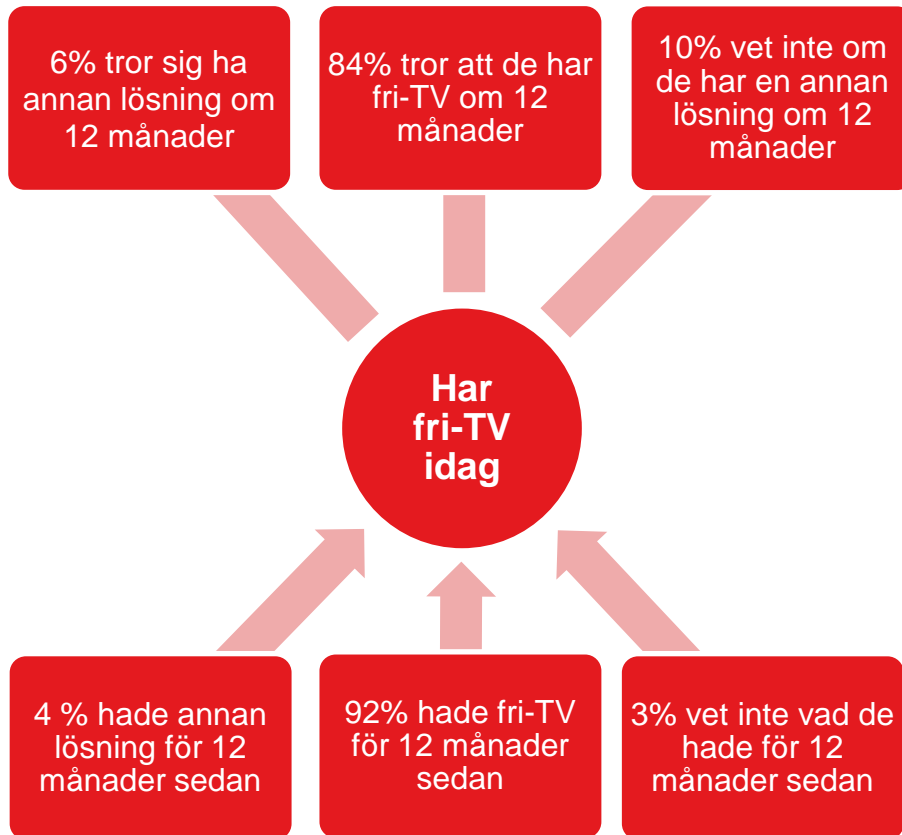 6% tror sig ha
annan lösning om
12 månader
84% tror att de har
fri-TV om 12
månader
10% vet inte om
de har en annan
lösning om 12
månader
Har
fri-TV
idag
4 % hade annan
lösning för 12
månader sedan
92% hade fri-TV
för 12 månader
sedan
3% vet inte vad de
hade för 12
månader sedan